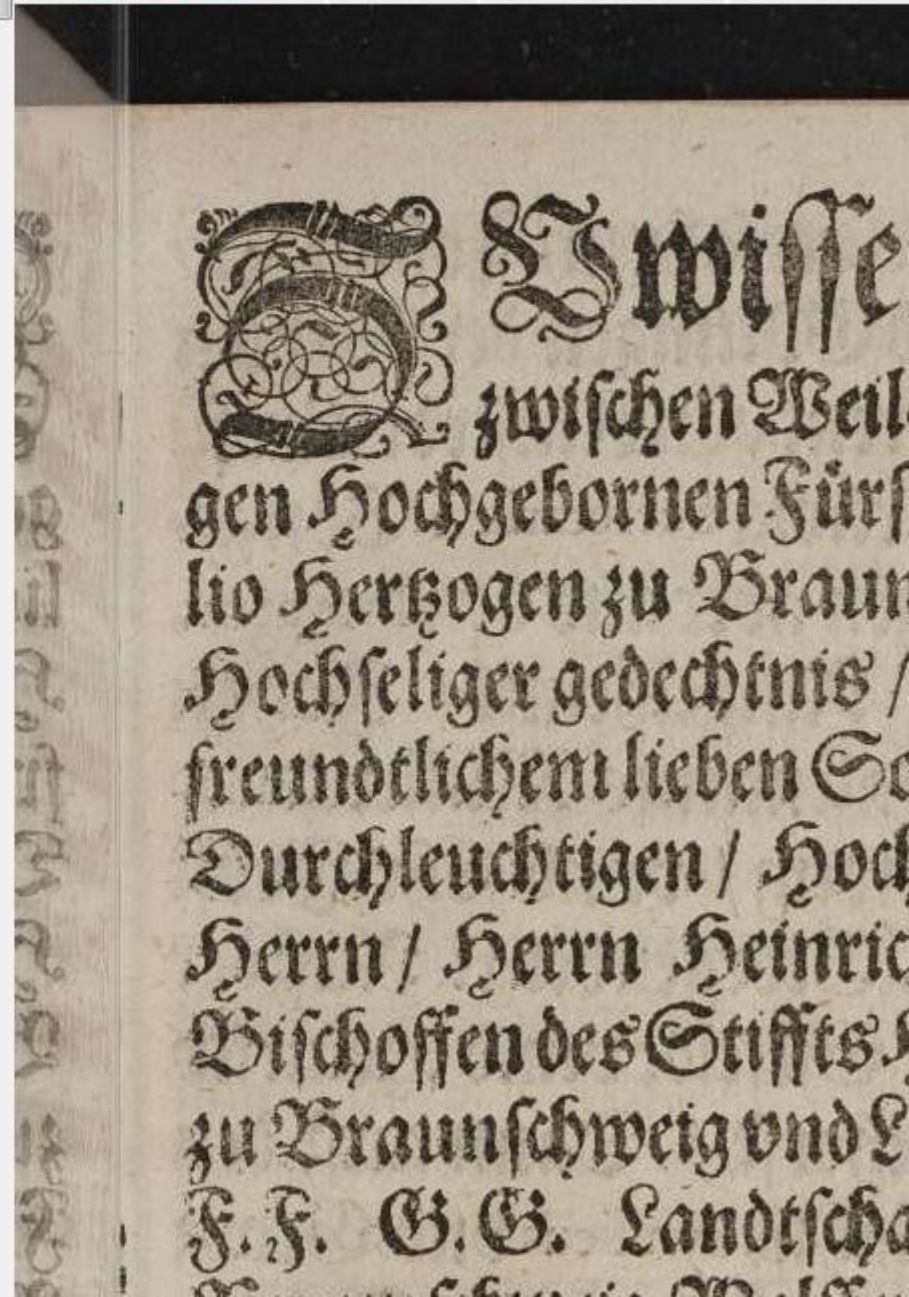 ZUwisse
zwischen Weil
gen Hochgebornen Fürs
lio Hertzogen zu Braun
Hochseliger gedechtnis /
freundtlichem lieben So
Durchleuchtigen / Hoch
Herrn / Herrn Heinric
Bischoffen des Stiffts H
zu Braunschweig vnd L
F. F. G. G. Landtscha